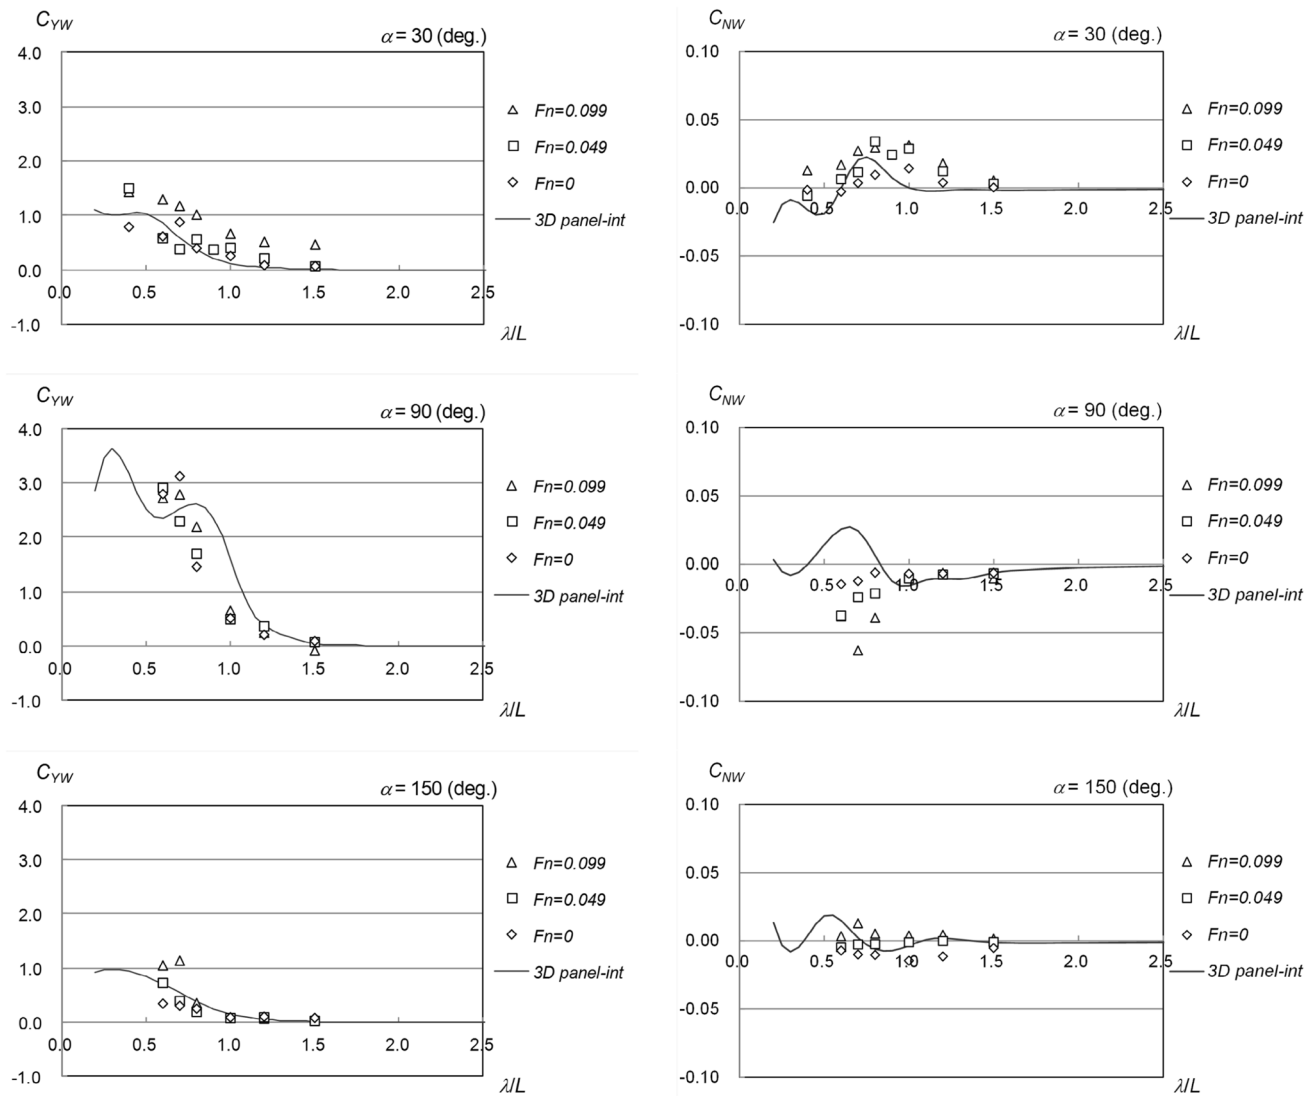 C_YW
α = 30 (deg.)
4.0
3.0
2.0
1.0
0.0
-1.0
0.0 0.5 1.0 1.5 2.0 2.5
λ/L
Fn=0.099
Fn=0.049
Fn=0
3D panel-int
C_NW
α = 30 (deg.)
0.10
0.05
0.00
-0.05
-0.10
0.0 0.5 1.0 1.5 2.0 2.5
λ/L
Fn=0.099
Fn=0.049
Fn=0
3D panel-int
C_YW
α = 90 (deg.)
4.0
3.0
2.0
1.0
0.0
-1.0
0.0 0.5 1.0 1.5 2.0 2.5
λ/L
Fn=0.099
Fn=0.049
Fn=0
3D panel-int
C_NW
α = 90 (deg.)
0.10
0.05
0.00
-0.05
-0.10
0.0 0.5 1.0 1.5 2.0 2.5
λ/L
Fn=0.099
Fn=0.049
Fn=0
3D panel-int
C_YW
α = 150 (deg.)
4.0
3.0
2.0
1.0
0.0
-1.0
0.0 0.5 1.0 1.5 2.0 2.5
λ/L
Fn=0.099
Fn=0.049
Fn=0
3D panel-int
C_NW
α = 150 (deg.)
0.10
0.05
0.00
-0.05
-0.10
0.0 0.5 1.0 1.5 2.0 2.5
λ/L
Fn=0.099
Fn=0.049
Fn=0
3D panel-int